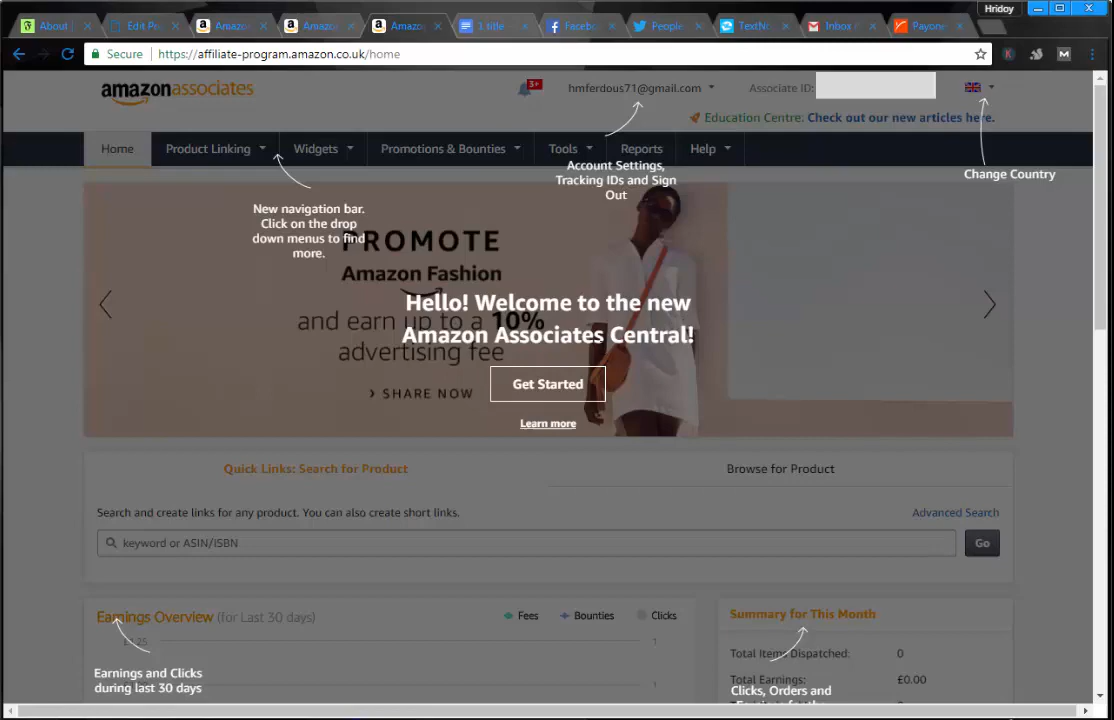 Hridoy
About
Edit Pr
Amazo
Amazo
Amazo
1 title
Faceb
People
TextN
Inbox
Payone
Secure https://affiliate-program.amazon.co.uk/home
amazonassociates
3+
hmferdous71@gmail.com
Associate ID:
Education Centre: Check out our new articles here.
Home
Product Linking
Widgets
Promotions & Bounties
Tools
Reports
Help
Account Settings,
Tracking IDs and Sign
Out
Change Country
New navigation bar.
Click on the drop
down menus to find
more.
PROMOTE
Amazon Fashion
and earn up to a 10%
advertising fee
› SHARE NOW
Hello! Welcome to the new
Amazon Associates Central!
Get Started
Learn more
Quick Links: Search for Product
Browse for Product
Search and create links for any product. You can also create short links.
Advanced Search
keyword or ASIN/ISBN
Go
Earnings Overview (for Last 30 days)
Fees
Bounties
Clicks
1
1
Earnings and Clicks
during last 30 days
Summary for This Month
Total Items Dispatched: 0
Total Earnings: £0.00
Clicks, Orders and